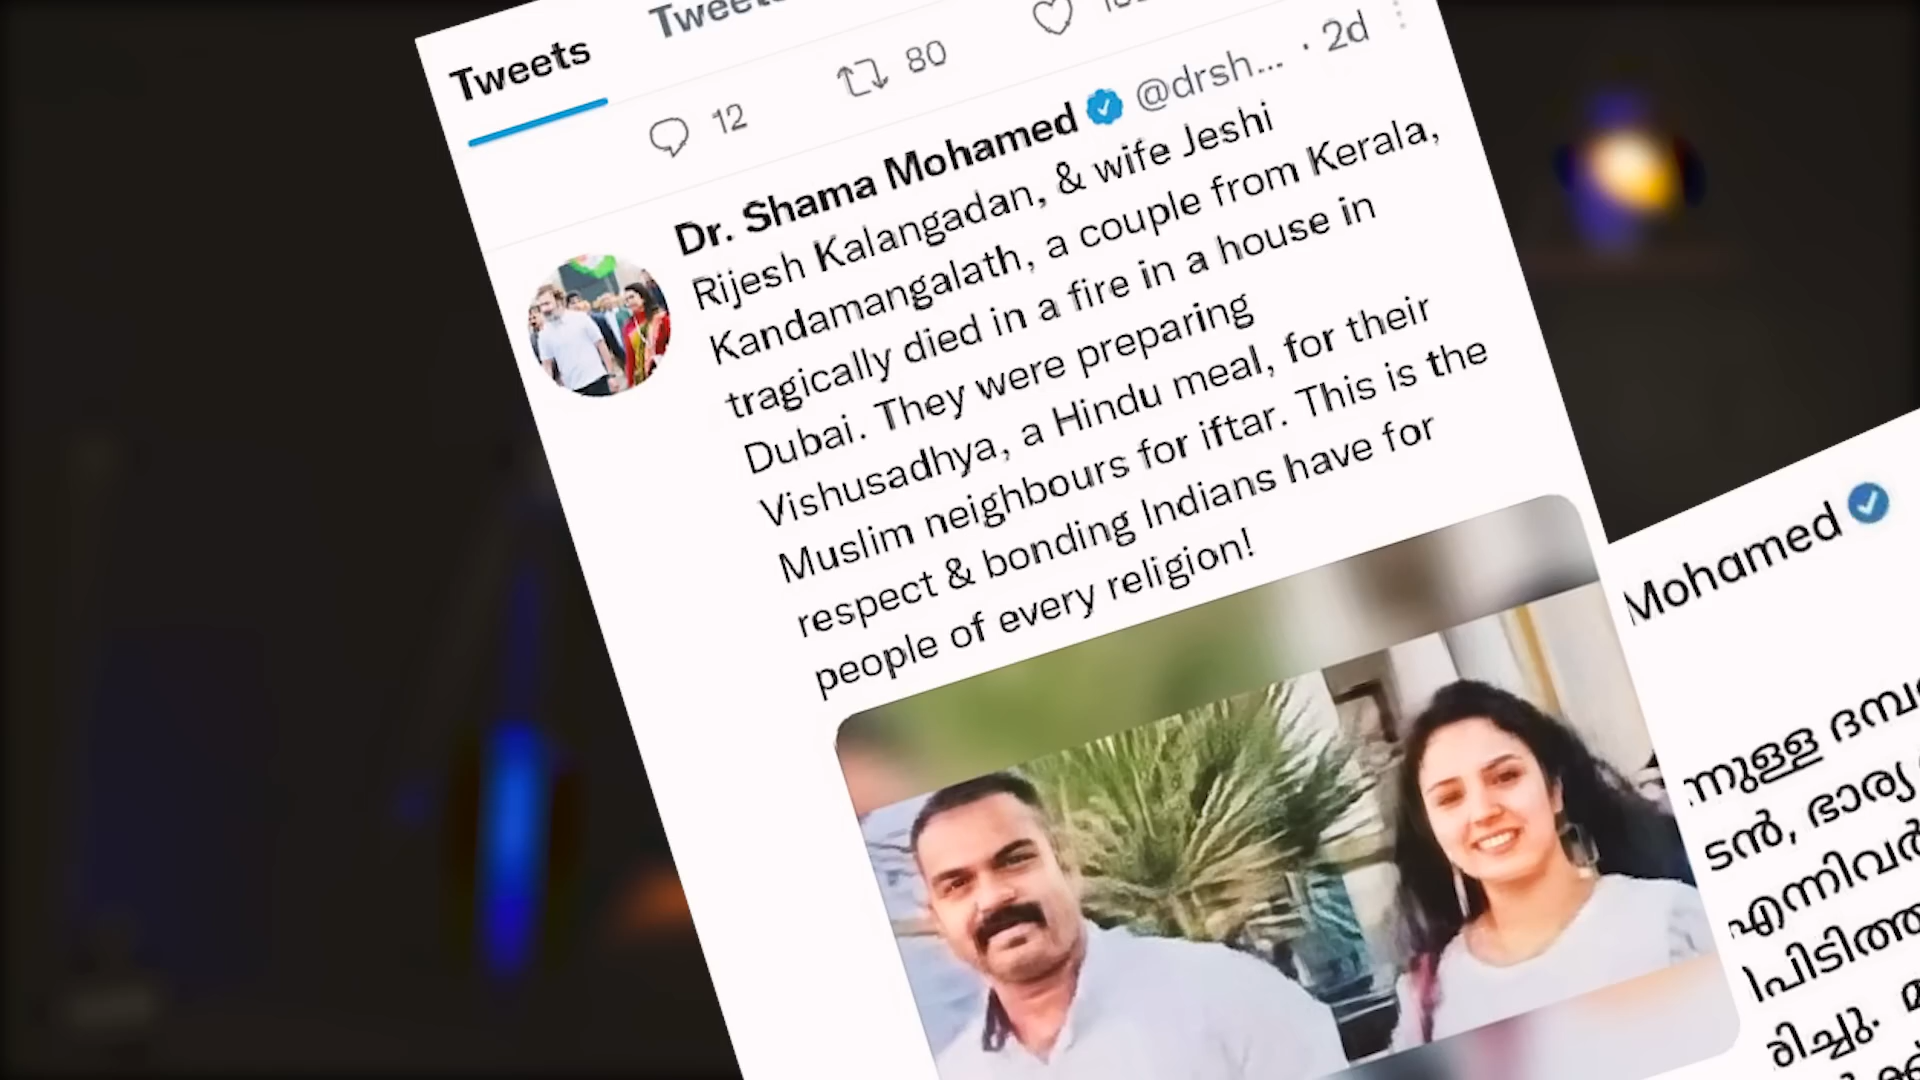 Tweets
12
80
Dr. Shama Mohamed @drsh... · 2d
Rijesh Kalangadan, & wife Jeshi
Kandamangalath, a couple from Kerala,
tragically died in a fire in a house in
Dubai. They were preparing
Vishusadhya, a Hindu meal, for their
Muslim neighbours for iftar. This is the
respect & bonding Indians have for
people of every religion!
Mohamed
ന്നുള്ള
ടൻ, ഭാര്യ
എന്നിവർ
രിച്ചു.